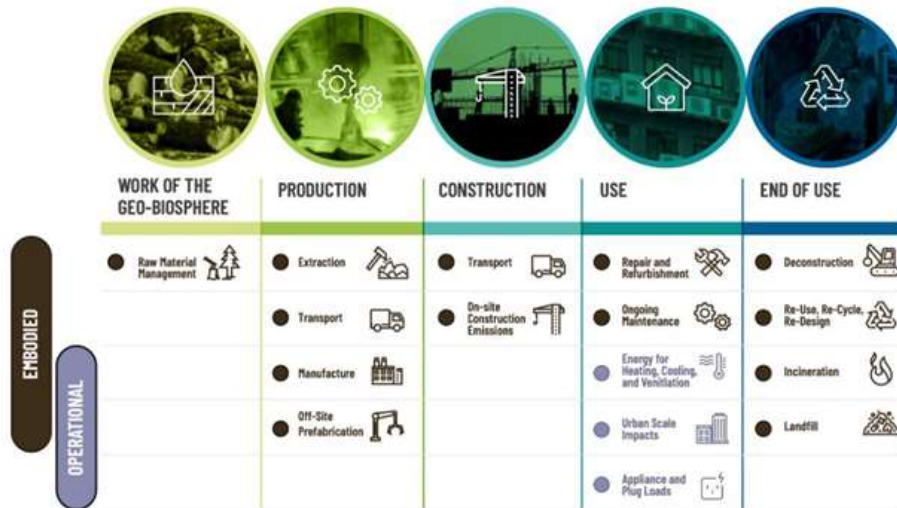 WORK OF THE
GEO-BIOSPHERE
PRODUCTION
CONSTRUCTION
USE
END OF USE
EMBODIED
OPERATIONAL
Raw Material
Management
Extraction
Transport
Manufacture
Off-Site
Prefabrication
Transport
On-site
Construction
Emissions
Repair and
Refurbishment
Ongoing
Maintenance
Energy for
Heating, Cooling,
and Venitlation
Urban Scale
Impacts
Appliance and
Plug Loads
Deconstruction
Re-Use, Re-Cycle,
Re-Design
Incineration
Landfill